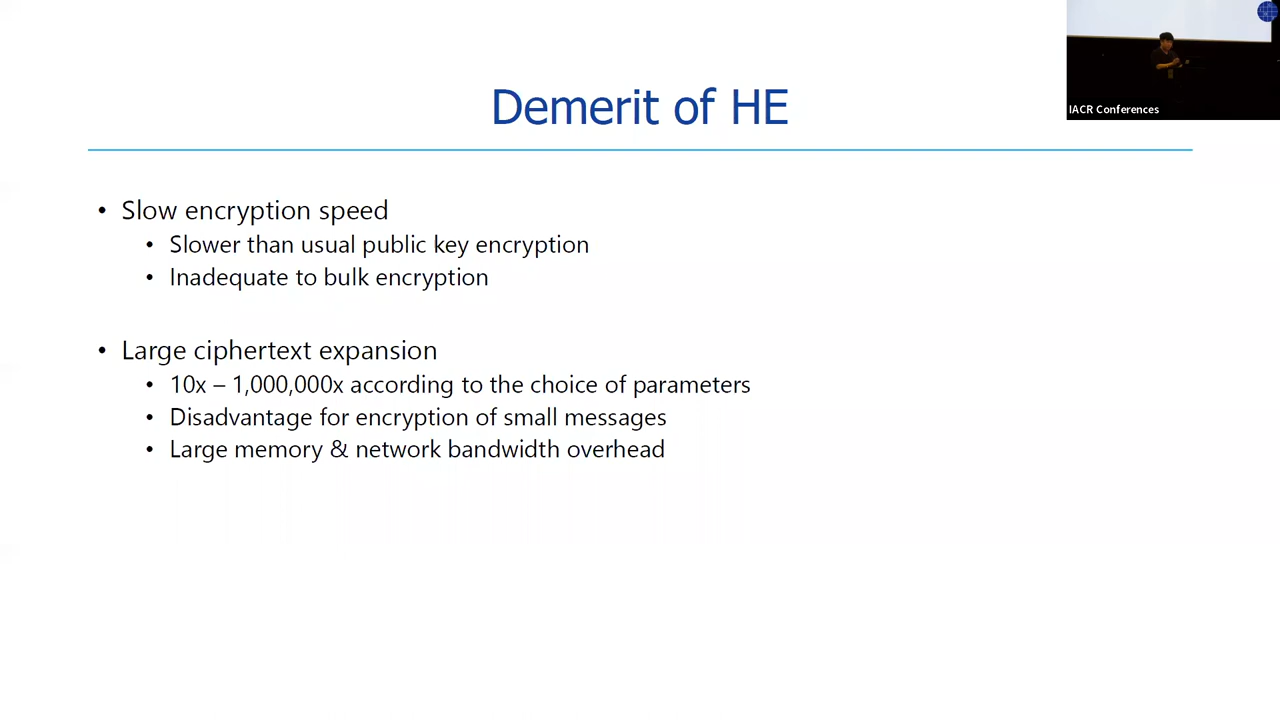 Demerit of HE
• Slow encryption speed
• Slower than usual public key encryption
• Inadequate to bulk encryption
• Large ciphertext expansion
• 10x – 1,000,000x according to the choice of parameters
• Disadvantage for encryption of small messages
• Large memory & network bandwidth overhead
IACR Conferences